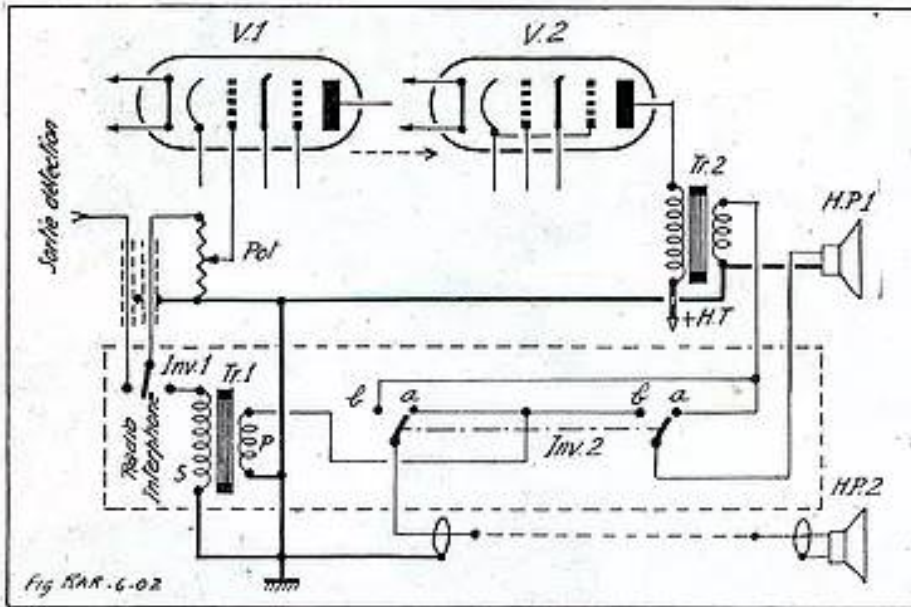 V.1
V.2
Sortie détection
Pot
Tr.2
H.P.1
+H.T
Inv.1
Tr.1
Radio
Interphone
S
P
b
a
b
a
Inv.2
H.P.2
Fig RAR.6-02